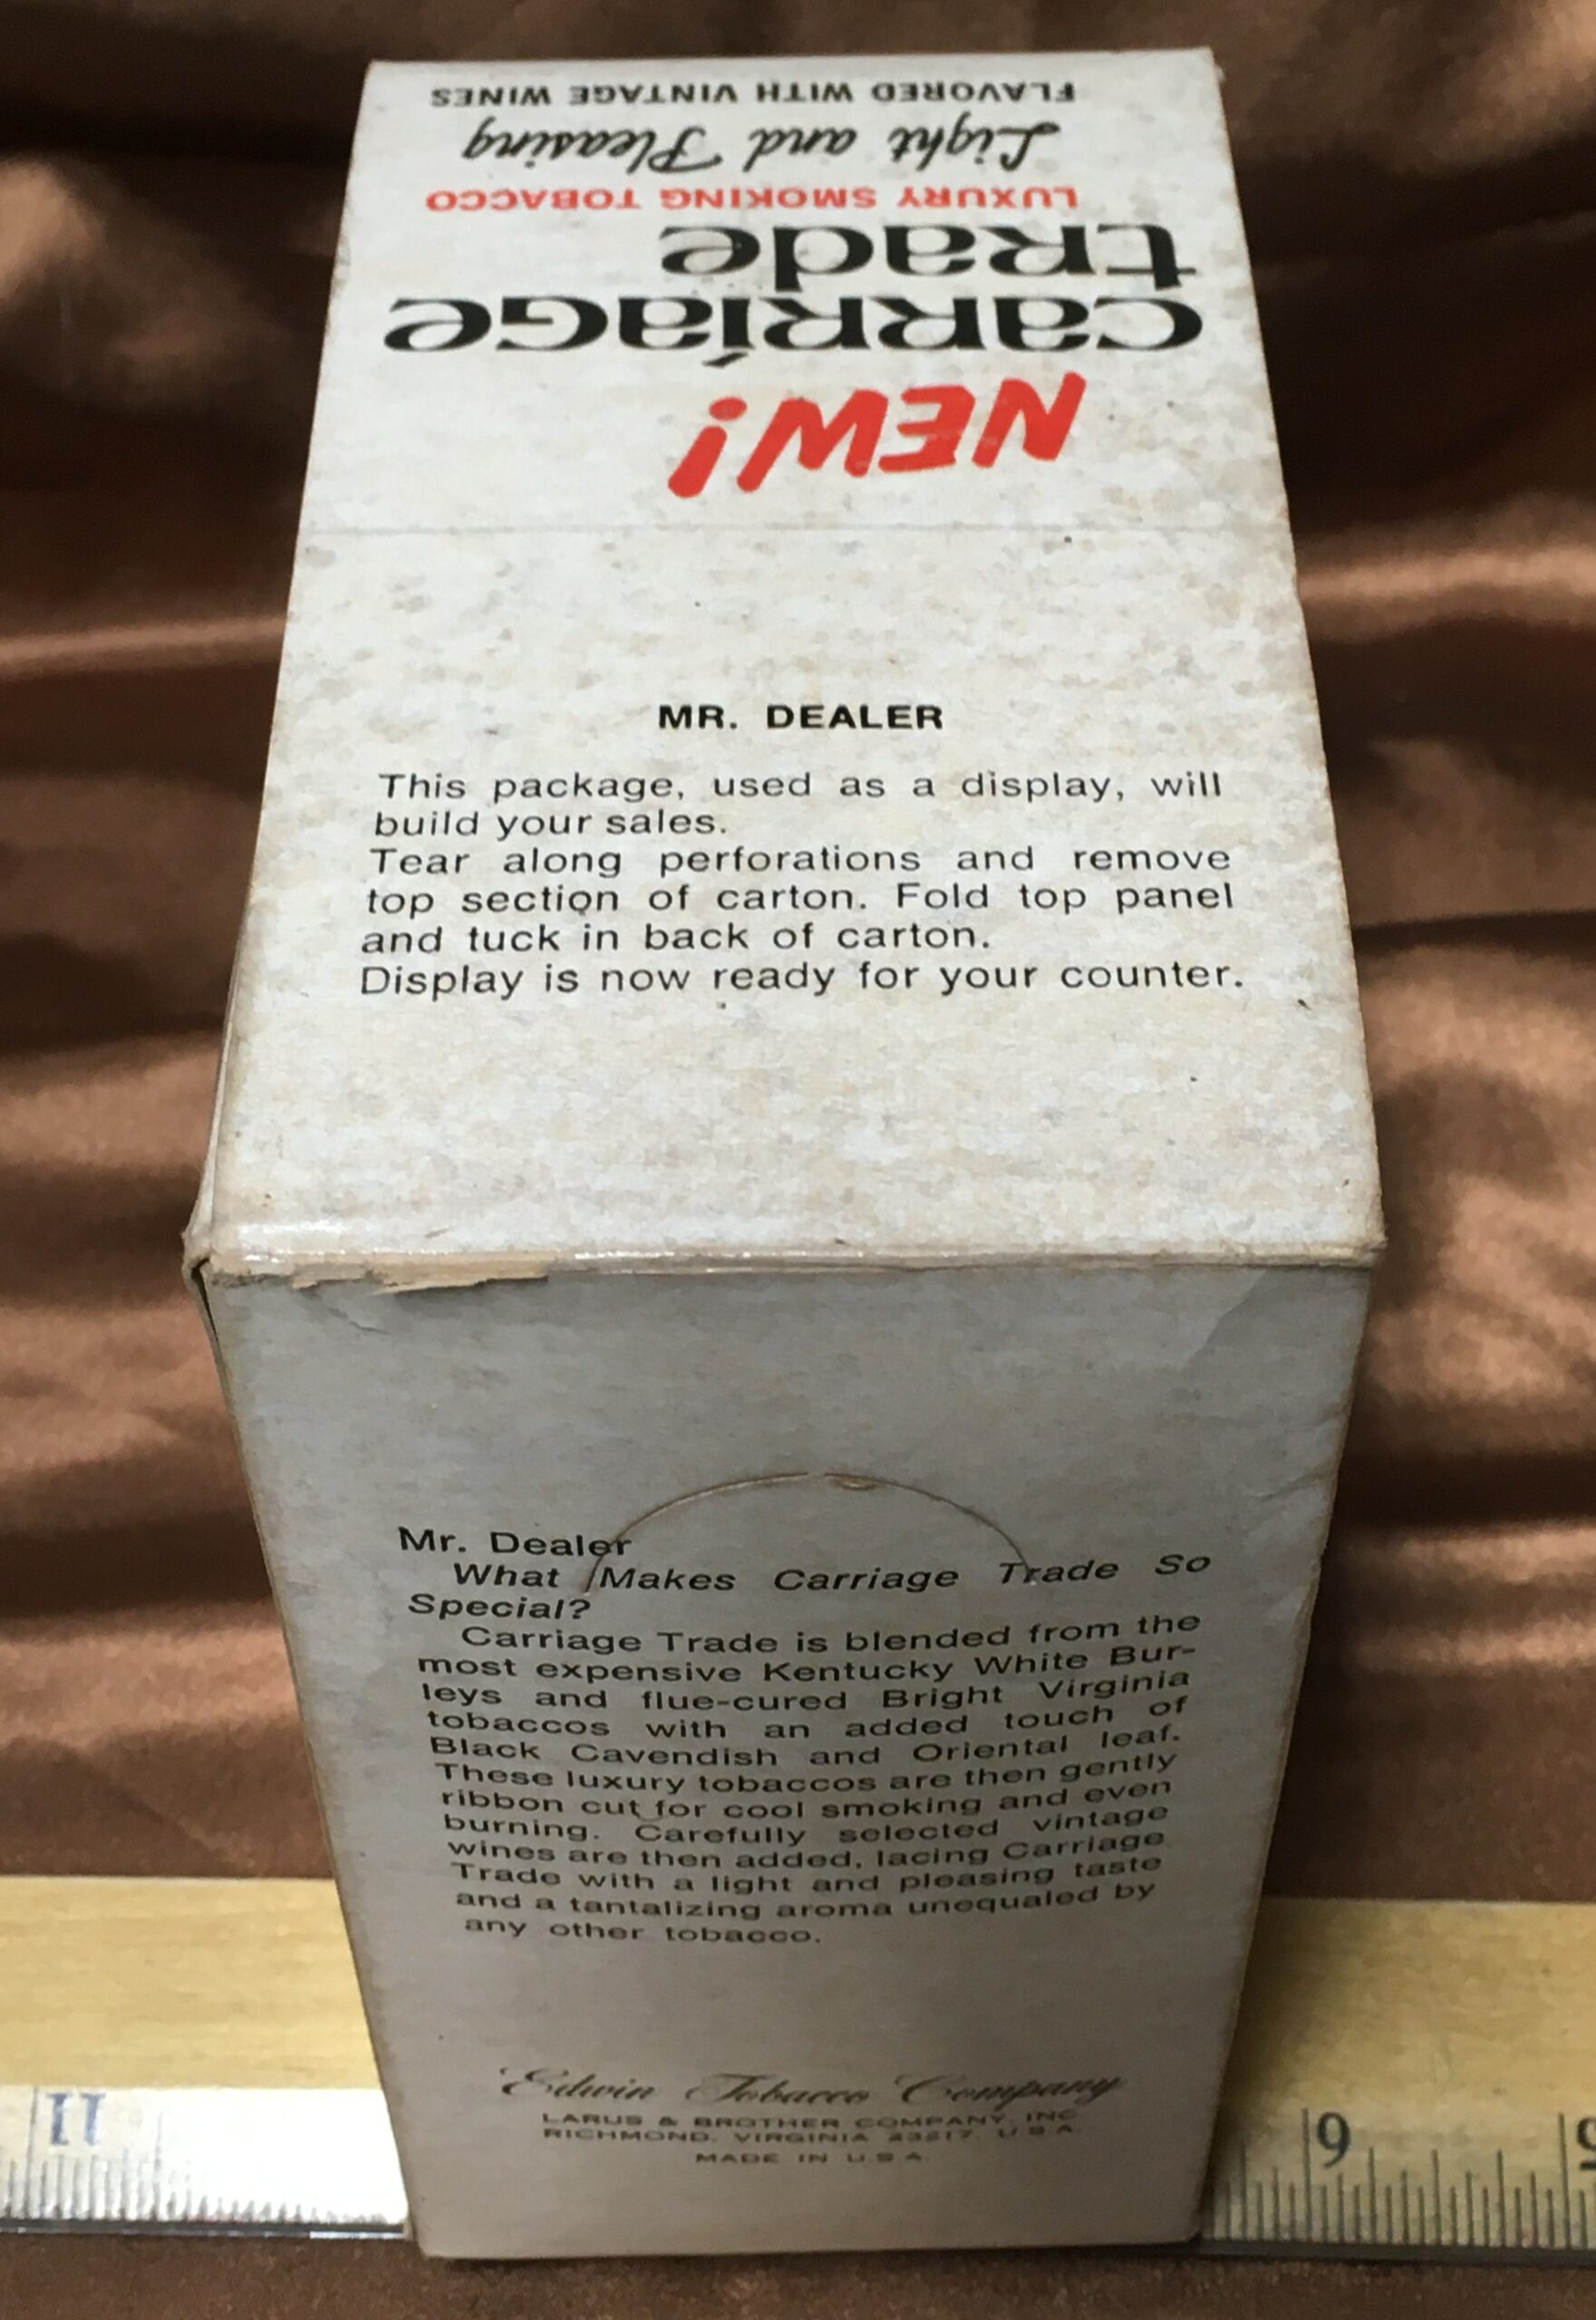 NEW!
carriage
trade
LUXURY SMOKING TOBACCO
Light and Pleasing
FLAVORED WITH VINTAGE WINES
MR. DEALER
This package, used as a display, will
build your sales.
Tear along perforations and remove
top section of carton. Fold top panel
and tuck in back of carton.
Display is now ready for your counter.
Mr. Dealer
What Makes Carriage Trade So
Special?
Carriage Trade is blended from the
most expensive Kentucky White Bur-
leys and flue-cured Bright Virginia
tobaccos with an added touch of
Black Cavendish and Oriental leaf.
These luxury tobaccos are then gently
ribbon cut for cool smoking and even
burning. Carefully selected vintage
wines are then added, lacing Carriage
Trade with a light and pleasing taste
and a tantalizing aroma unequaled by
any other tobacco.
Edwin Tobacco Company
LARUS & BROTHER COMPANY, INC.
RICHMOND, VIRGINIA 23217, U.S.A.
MADE IN U.S.A.
11
6
5